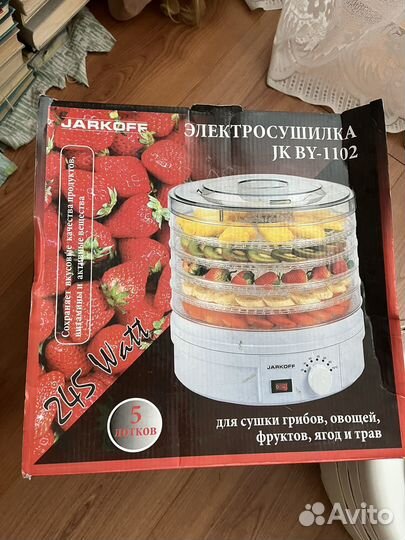 JARKOFF
ЭЛЕКТРОСУШИЛКА
JK BY-1102
Сохраняет вкусовые качества продуктов,
витамины и активные вещества
JARKOFF
245 Watt
5
лотков
для сушки грибов, овощей,
фруктов, ягод и трав
Avito